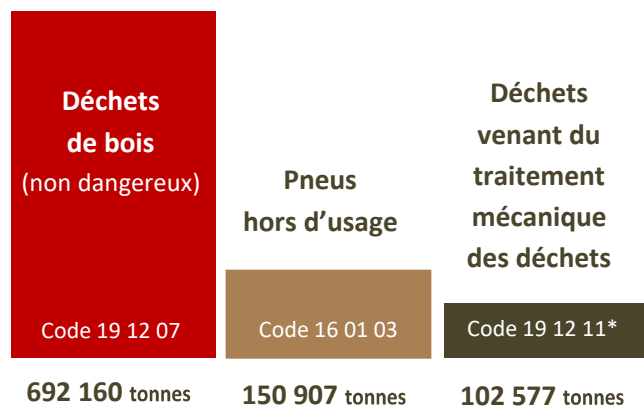 Déchets
de bois
(non dangereux)
Code 19 12 07
692 160 tonnes
Pneus
hors d’usage
Code 16 01 03
150 907 tonnes
Déchets
venant du
traitement
mécanique
des déchets
Code 19 12 11*
102 577 tonnes